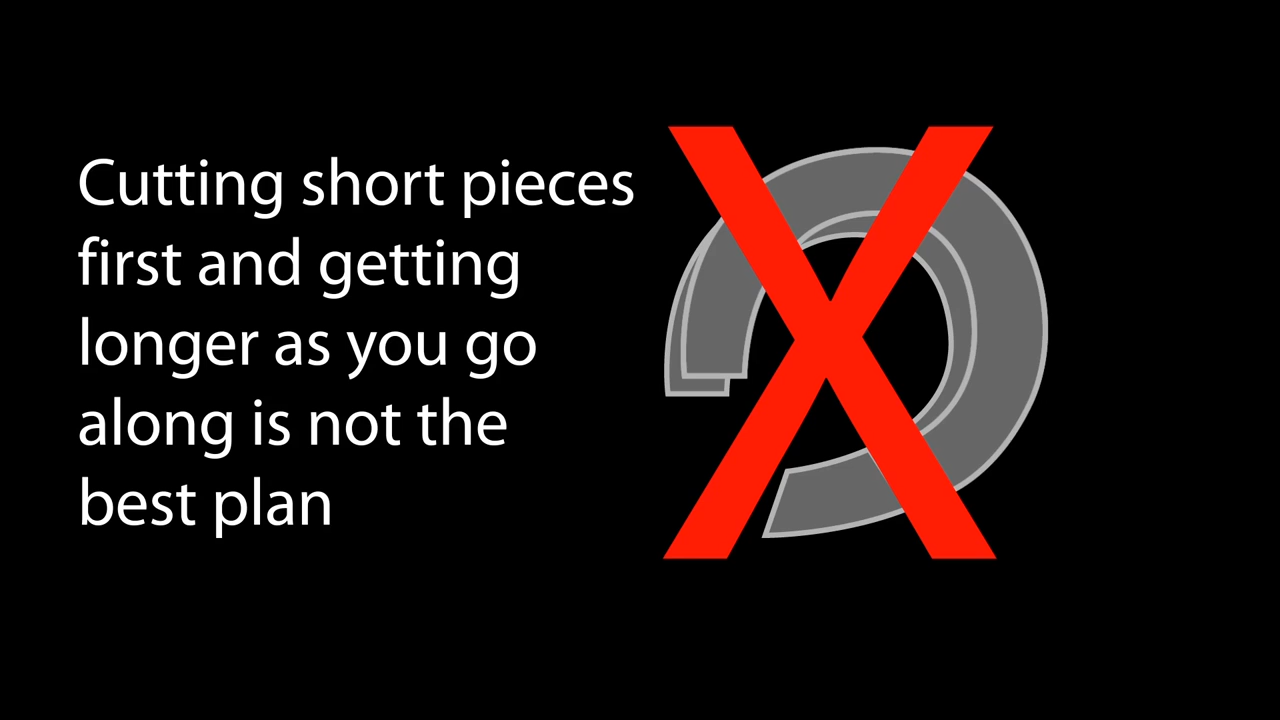 Cutting short pieces
first and getting
longer as you go
along is not the
best plan